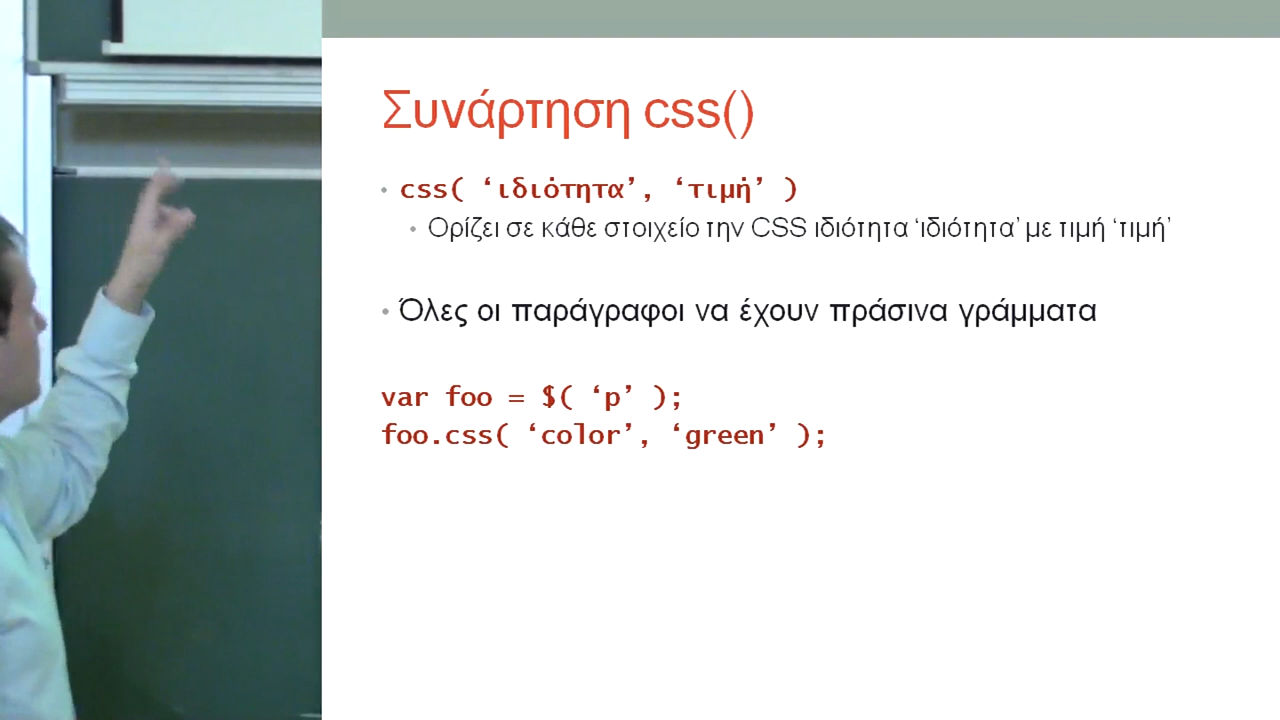 Συνάρτηση css()
• css( ‘ιδιότητα’, ‘τιμή’ )
• Ορίζει σε κάθε στοιχείο την CSS ιδιότητα ‘ιδιότητα’ με τιμή ‘τιμή’
• Όλες οι παράγραφοι να έχουν πράσινα γράμματα
var foo = $( ‘p’ );
foo.css( ‘color’, ‘green’ );